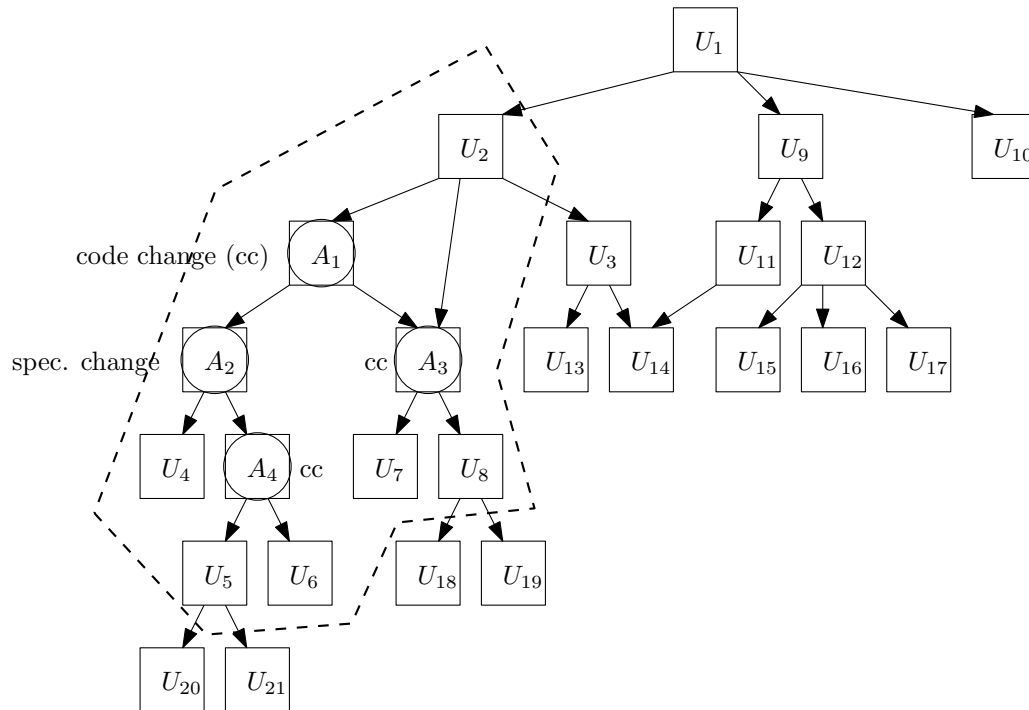 U₁
U₂
U₉
U₁₀
code change (cc)
A₁
U₃
U₁₁
U₁₂
spec. change
A₂
cc
A₃
U₁₃
U₁₄
U₁₅
U₁₆
U₁₇
U₄
A₄
cc
U₇
U₈
U₅
U₆
U₁₈
U₁₉
U₂₀
U₂₁